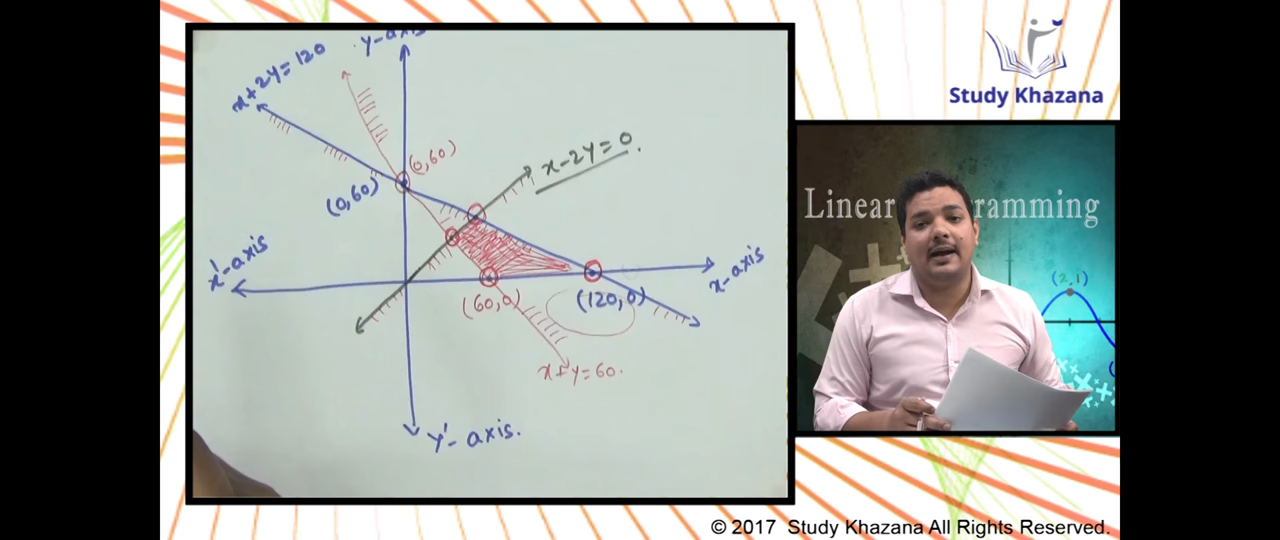 y-axis
x+2y=120
(0,60)
x-2y=0.
(0,60)
x'-axis
x-axis
(60,0)
(120,0)
x+y=60.
y'-axis.
Study Khazana
Linear
ramming
(2,1)
© 2017 Study Khazana All Rights Reserved.